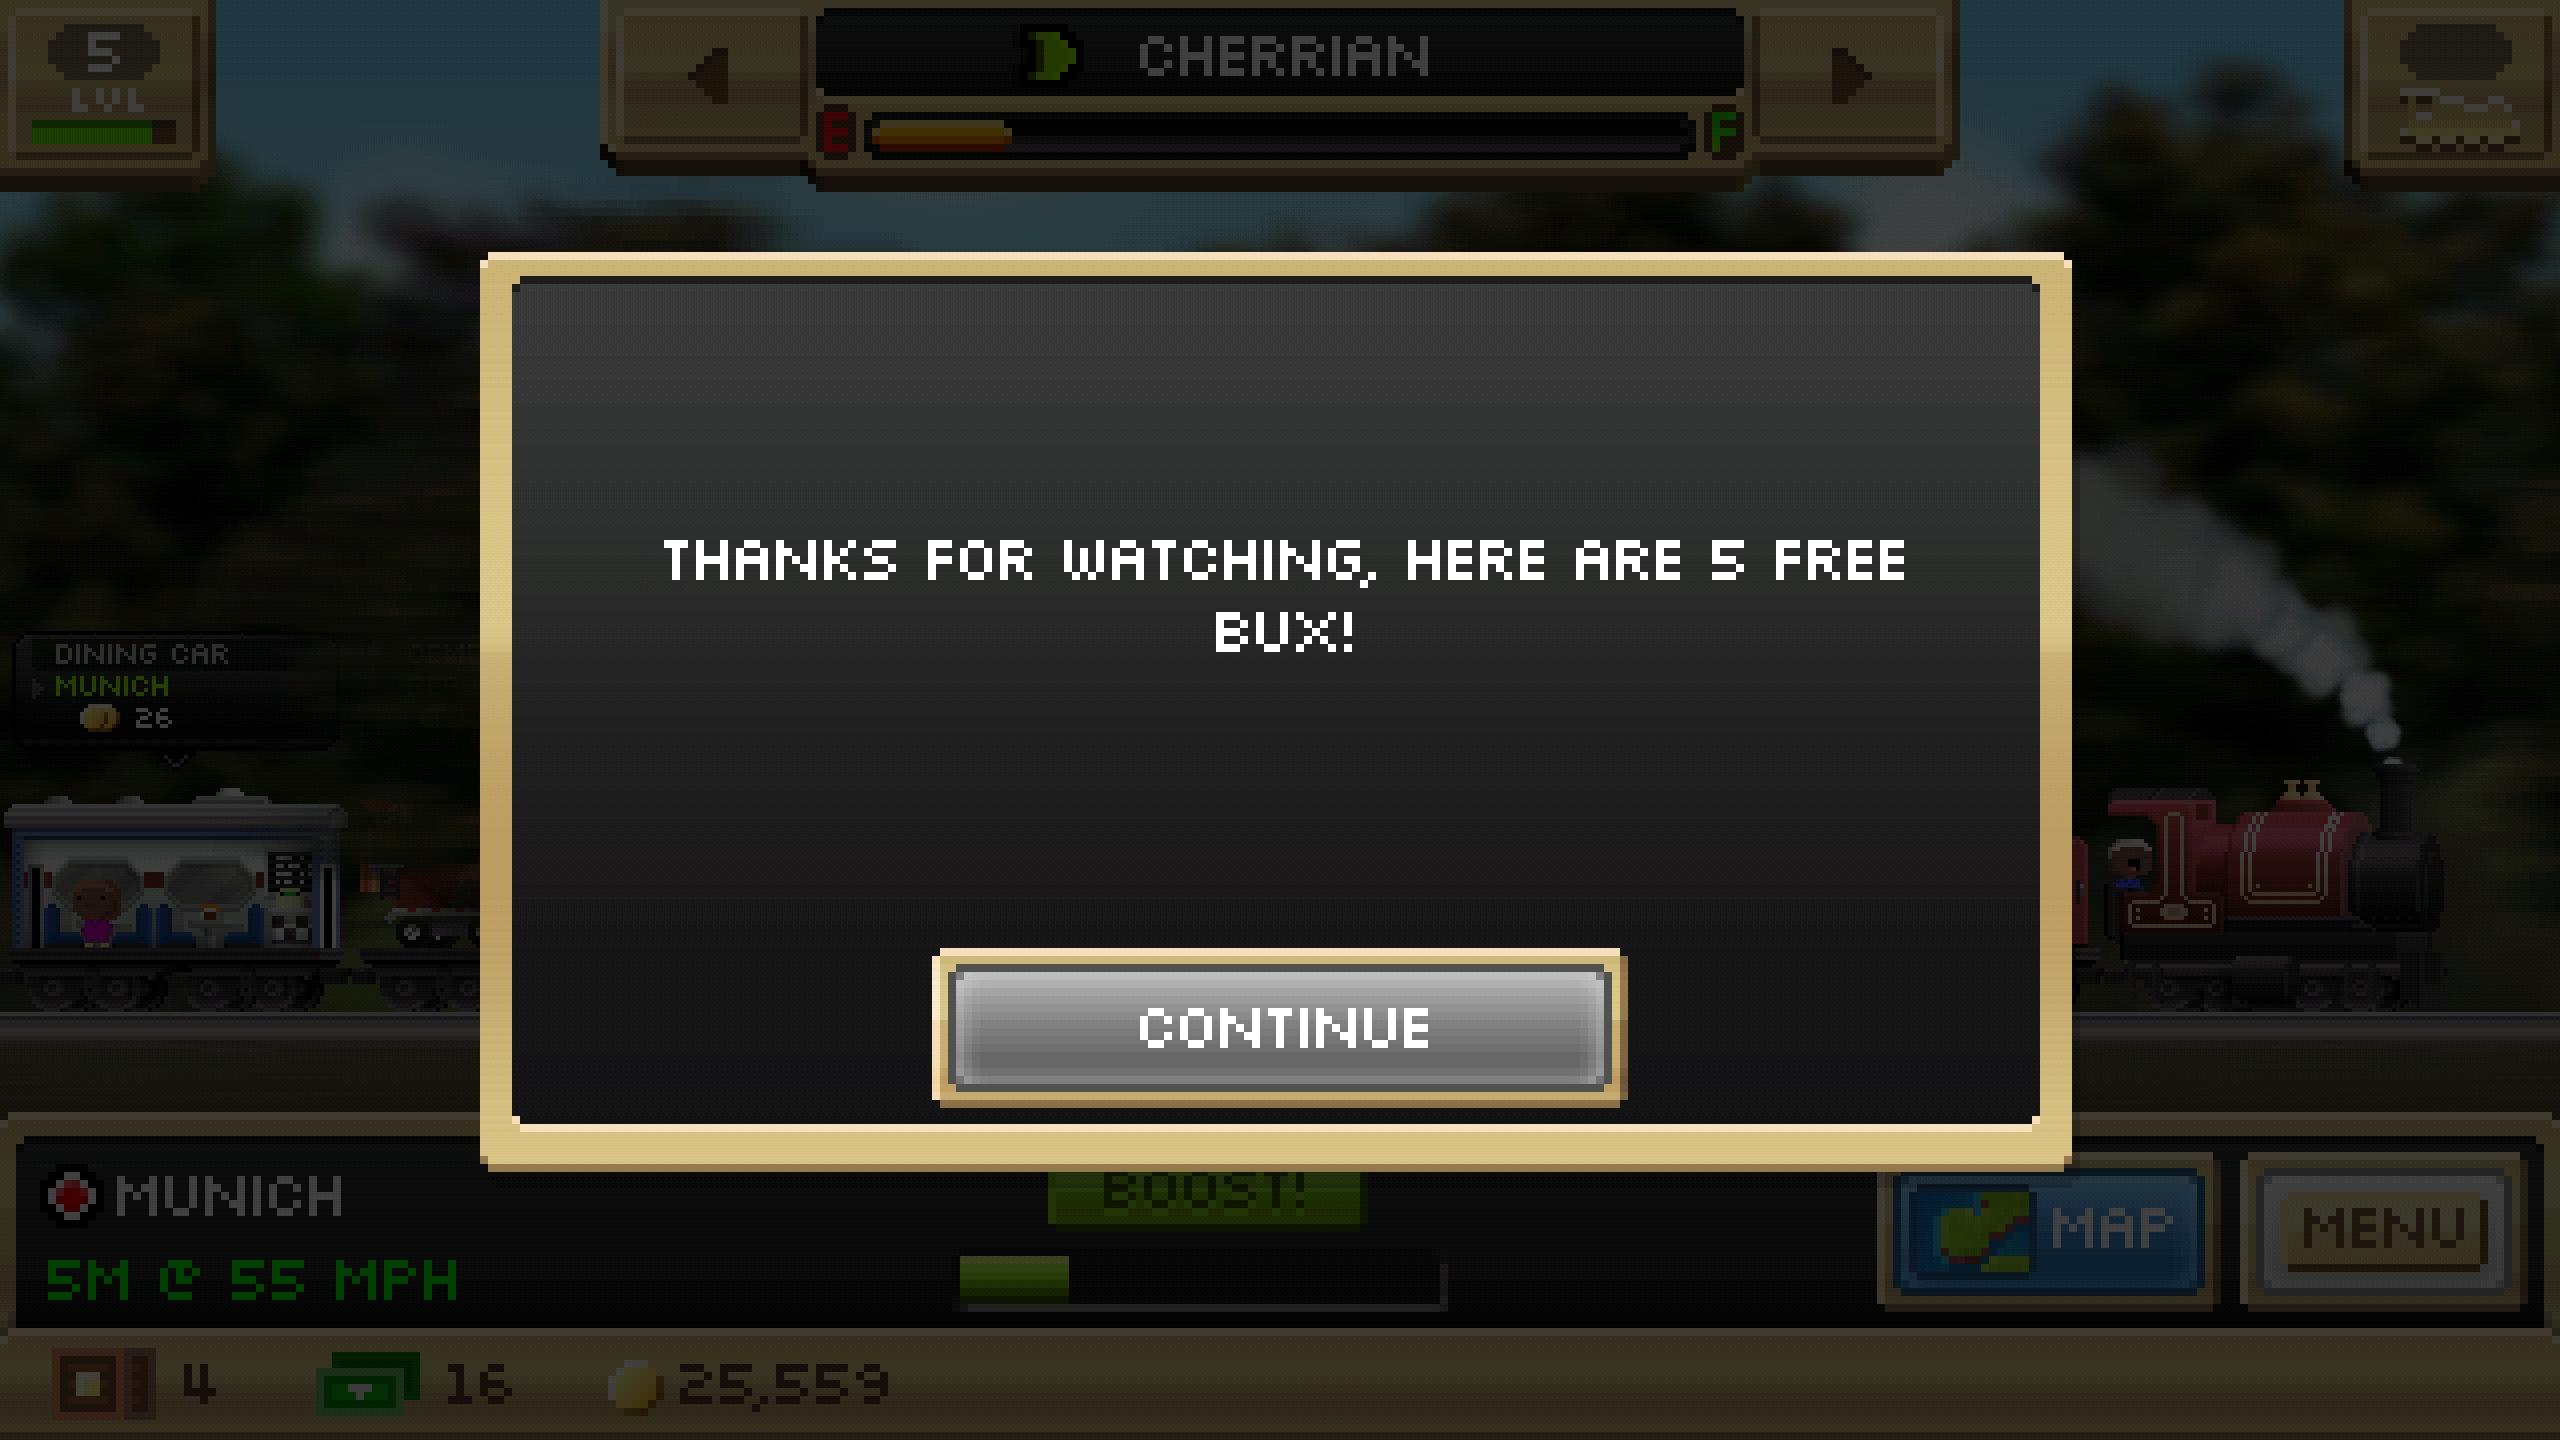 5
LVL
CHERRIAN
E
F
THANKS FOR WATCHING, HERE ARE 5 FREE
BUX!
DINING CAR
MUNICH
26
CONTINUE
MUNICH
5M @ 55 MPH
BOOST!
MAP
MENU
4
16
25,559